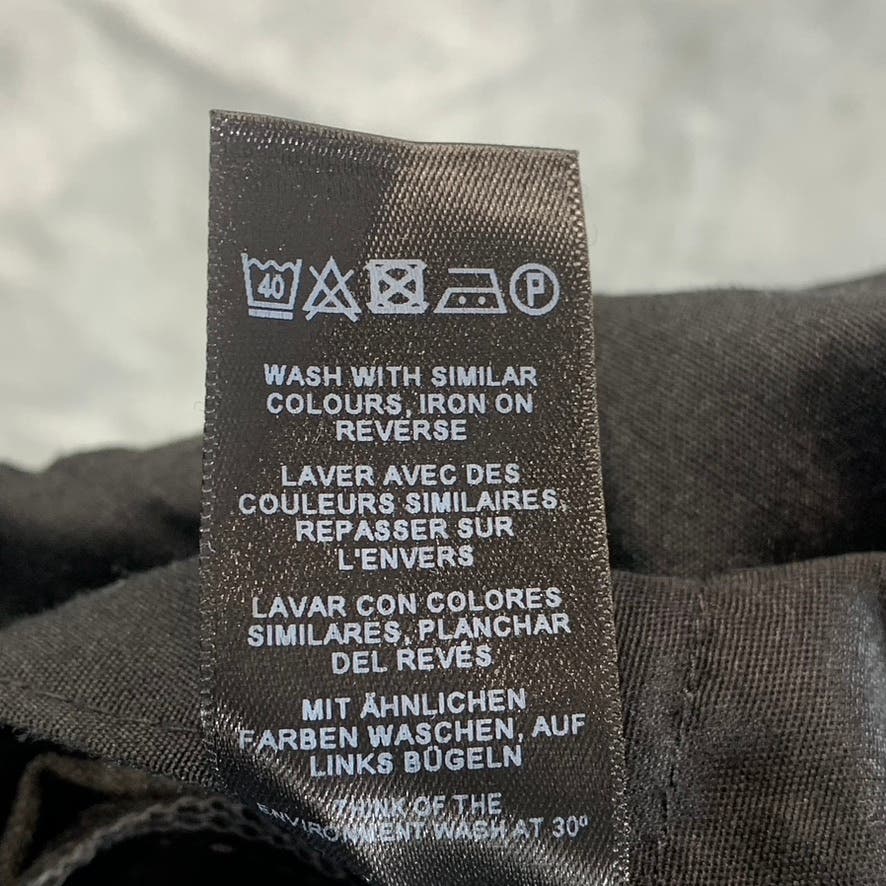 40 P
WASH WITH SIMILAR
COLOURS, IRON ON
REVERSE
LAVER AVEC DES
COULEURS SIMILAIRES,
REPASSER SUR
L'ENVERS
LAVAR CON COLORES
SIMILARES, PLANCHAR
DEL REVÉS
MIT ÄHNLICHEN
FARBEN WASCHEN, AUF
LINKS BÜGELN
THINK OF THE
ENVIRONMENT WASH AT 30º